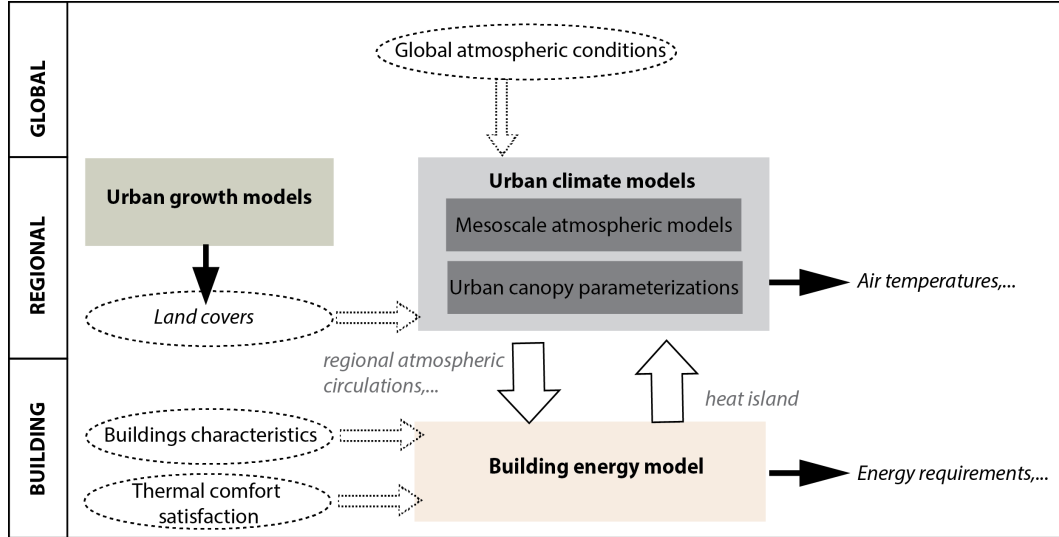 GLOBAL
Global atmospheric conditions
REGIONAL
Urban growth models
Urban climate models
Mesoscale atmospheric models
Urban canopy parameterizations
Land covers
Air temperatures,...
regional atmospheric
circulations,...
heat island
BUILDING
Buildings characteristics
Thermal comfort
satisfaction
Building energy model
Energy requirements,...